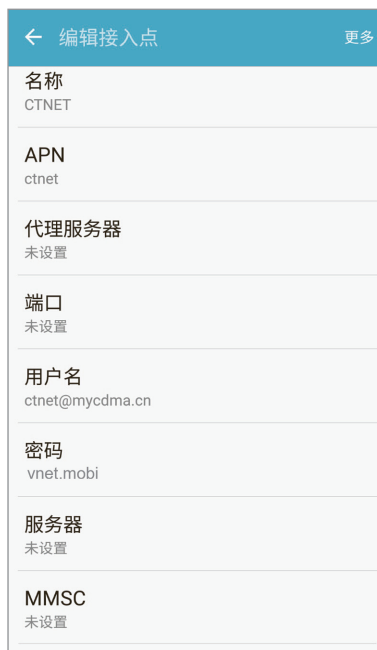 编辑接入点 更多
名称
CTNET
APN
ctnet
代理服务器
未设置
端口
未设置
用户名
ctnet@mycdma.cn
密码
vnet.mobi
服务器
未设置
MMSC
未设置